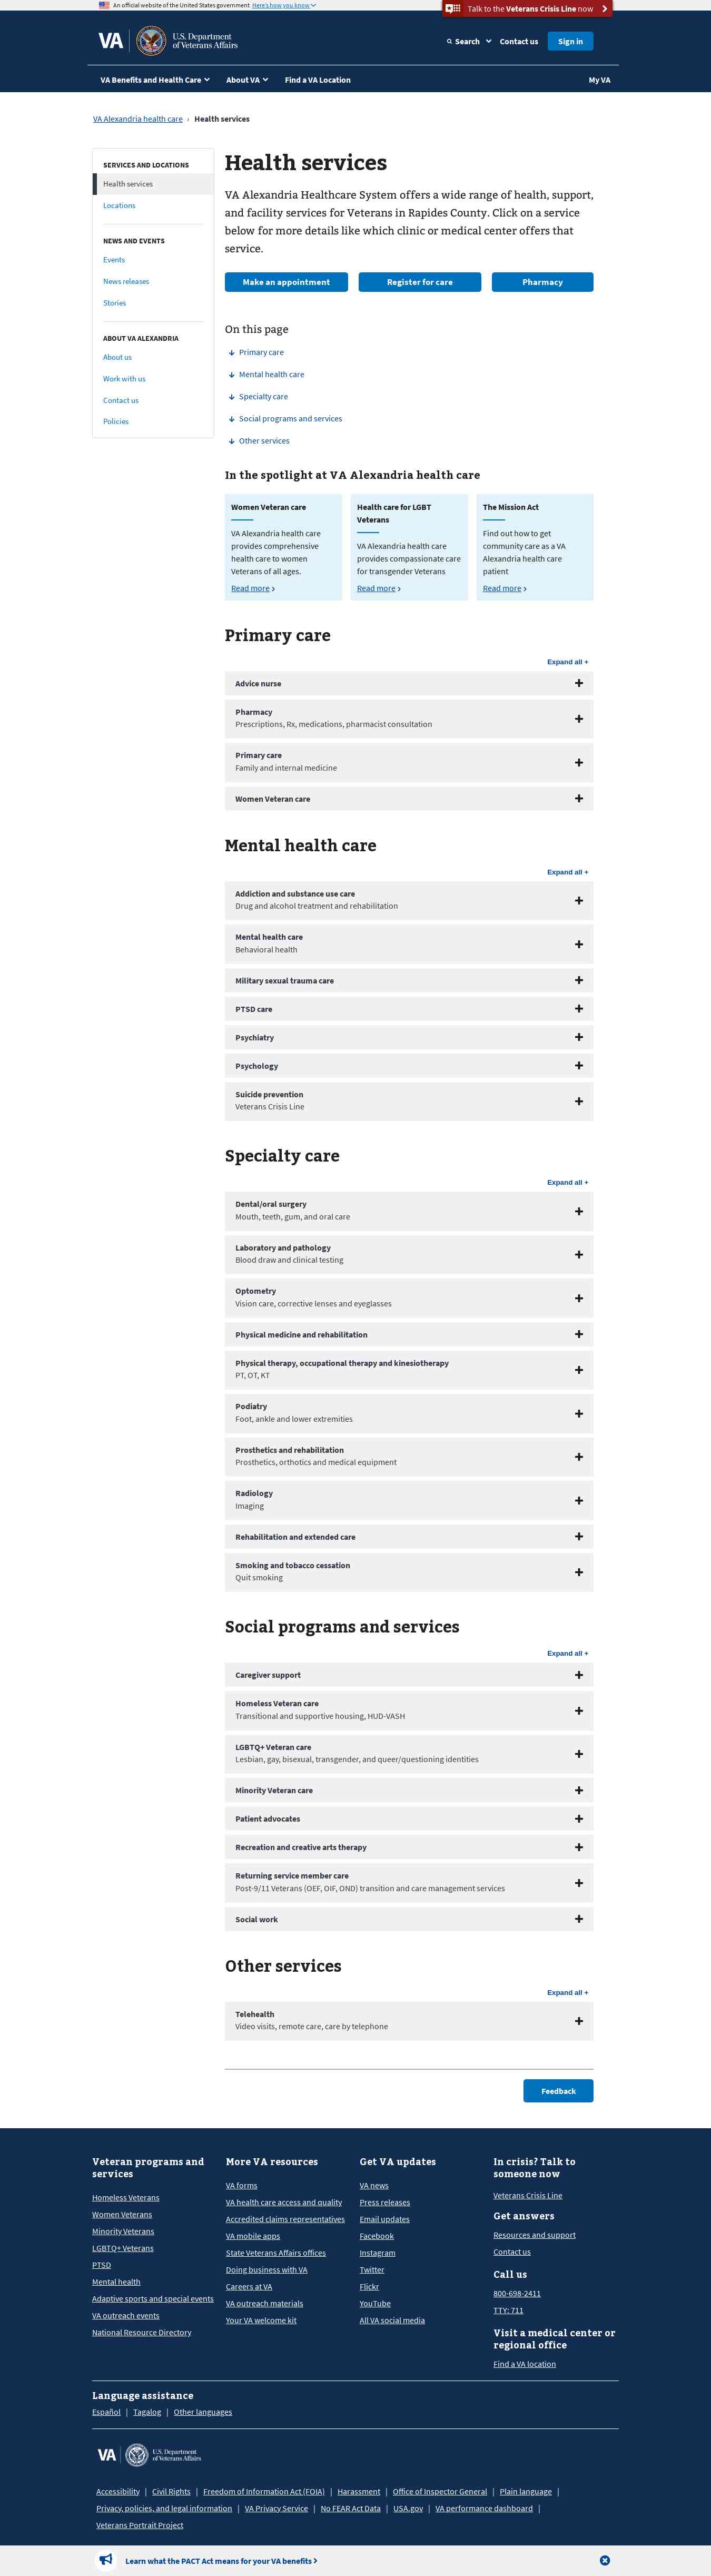 An official website of the United States government Here's how you know
Talk to the Veterans Crisis Line now
VA
U.S. Department
of Veterans Affairs
Search
Contact us
Sign in
VA Benefits and Health Care
About VA
Find a VA Location
My VA
VA Alexandria health care › Health services
SERVICES AND LOCATIONS
Health services
Locations
NEWS AND EVENTS
Events
News releases
Stories
ABOUT VA ALEXANDRIA
About us
Work with us
Contact us
Policies
Health services
VA Alexandria Healthcare System offers a wide range of health, support,
and facility services for Veterans in Rapides County. Click on a service
below for more details like which clinic or medical center offers that
service.
Make an appointment
Register for care
Pharmacy
On this page
Primary care
Mental health care
Specialty care
Social programs and services
Other services
In the spotlight at VA Alexandria health care
Women Veteran care
VA Alexandria health care
provides comprehensive
health care to women
Veterans of all ages.
Read more
Health care for LGBT
Veterans
VA Alexandria health care
provides compassionate care
for transgender Veterans
Read more
The Mission Act
Find out how to get
community care as a VA
Alexandria health care
patient
Read more
Primary care
Expand all +
Advice nurse
Pharmacy
Prescriptions, Rx, medications, pharmacist consultation
Primary care
Family and internal medicine
Women Veteran care
Mental health care
Expand all +
Addiction and substance use care
Drug and alcohol treatment and rehabilitation
Mental health care
Behavioral health
Military sexual trauma care
PTSD care
Psychiatry
Psychology
Suicide prevention
Veterans Crisis Line
Specialty care
Expand all +
Dental/oral surgery
Mouth, teeth, gum, and oral care
Laboratory and pathology
Blood draw and clinical testing
Optometry
Vision care, corrective lenses and eyeglasses
Physical medicine and rehabilitation
Physical therapy, occupational therapy and kinesiotherapy
PT, OT, KT
Podiatry
Foot, ankle and lower extremities
Prosthetics and rehabilitation
Prosthetics, orthotics and medical equipment
Radiology
Imaging
Rehabilitation and extended care
Smoking and tobacco cessation
Quit smoking
Social programs and services
Expand all +
Caregiver support
Homeless Veteran care
Transitional and supportive housing, HUD-VASH
LGBTQ+ Veteran care
Lesbian, gay, bisexual, transgender, and queer/questioning identities
Minority Veteran care
Patient advocates
Recreation and creative arts therapy
Returning service member care
Post-9/11 Veterans (OEF, OIF, OND) transition and care management services
Social work
Other services
Expand all +
Telehealth
Video visits, remote care, care by telephone
Feedback
Veteran programs and
services
Homeless Veterans
Women Veterans
Minority Veterans
LGBTQ+ Veterans
PTSD
Mental health
Adaptive sports and special events
VA outreach events
National Resource Directory
More VA resources
VA forms
VA health care access and quality
Accredited claims representatives
VA mobile apps
State Veterans Affairs offices
Doing business with VA
Careers at VA
VA outreach materials
Your VA welcome kit
Get VA updates
VA news
Press releases
Email updates
Facebook
Instagram
Twitter
Flickr
YouTube
All VA social media
In crisis? Talk to
someone now
Veterans Crisis Line
Get answers
Resources and support
Contact us
Call us
800-698-2411
TTY: 711
Visit a medical center or
regional office
Find a VA location
Language assistance
Español | Tagalog | Other languages
VA
U.S. Department
of Veterans Affairs
Accessibility | Civil Rights | Freedom of Information Act (FOIA) | Harassment | Office of Inspector General | Plain language |
Privacy, policies, and legal information | VA Privacy Service | No FEAR Act Data | USA.gov | VA performance dashboard |
Veterans Portrait Project
Learn what the PACT Act means for your VA benefits